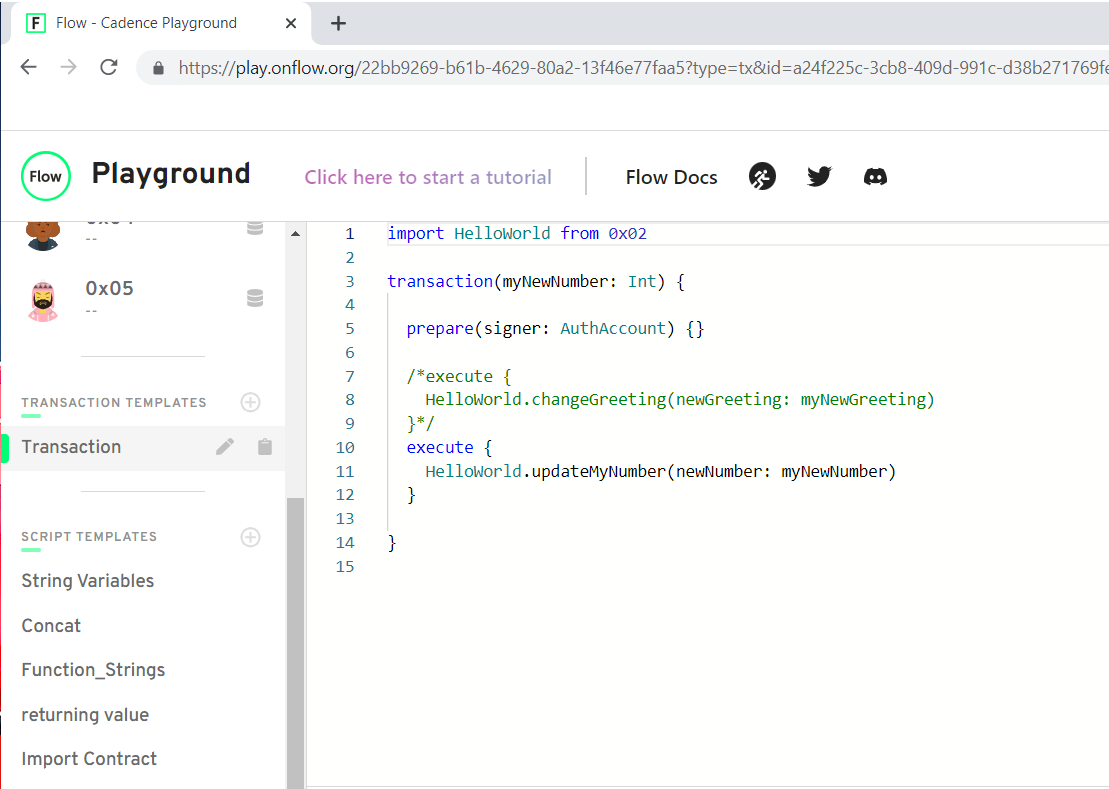 Flow - Cadence Playground
https://play.onflow.org/22bb9269-b61b-4629-80a2-13f46e77faa5?type=tx&id=a24f225c-3cb8-409d-991c-d38b271769fe
Flow Playground
Click here to start a tutorial
Flow Docs
--
0x05
--
TRANSACTION TEMPLATES
Transaction
SCRIPT TEMPLATES
String Variables
Concat
Function_Strings
returning value
Import Contract
1 import HelloWorld from 0x02
2
3 transaction(myNewNumber: Int) {
4
5 prepare(signer: AuthAccount) {}
6
7 /*execute {
8 HelloWorld.changeGreeting(newGreeting: myNewGreeting)
9 }*/
10 execute {
11 HelloWorld.updateMyNumber(newNumber: myNewNumber)
12 }
13
14 }
15